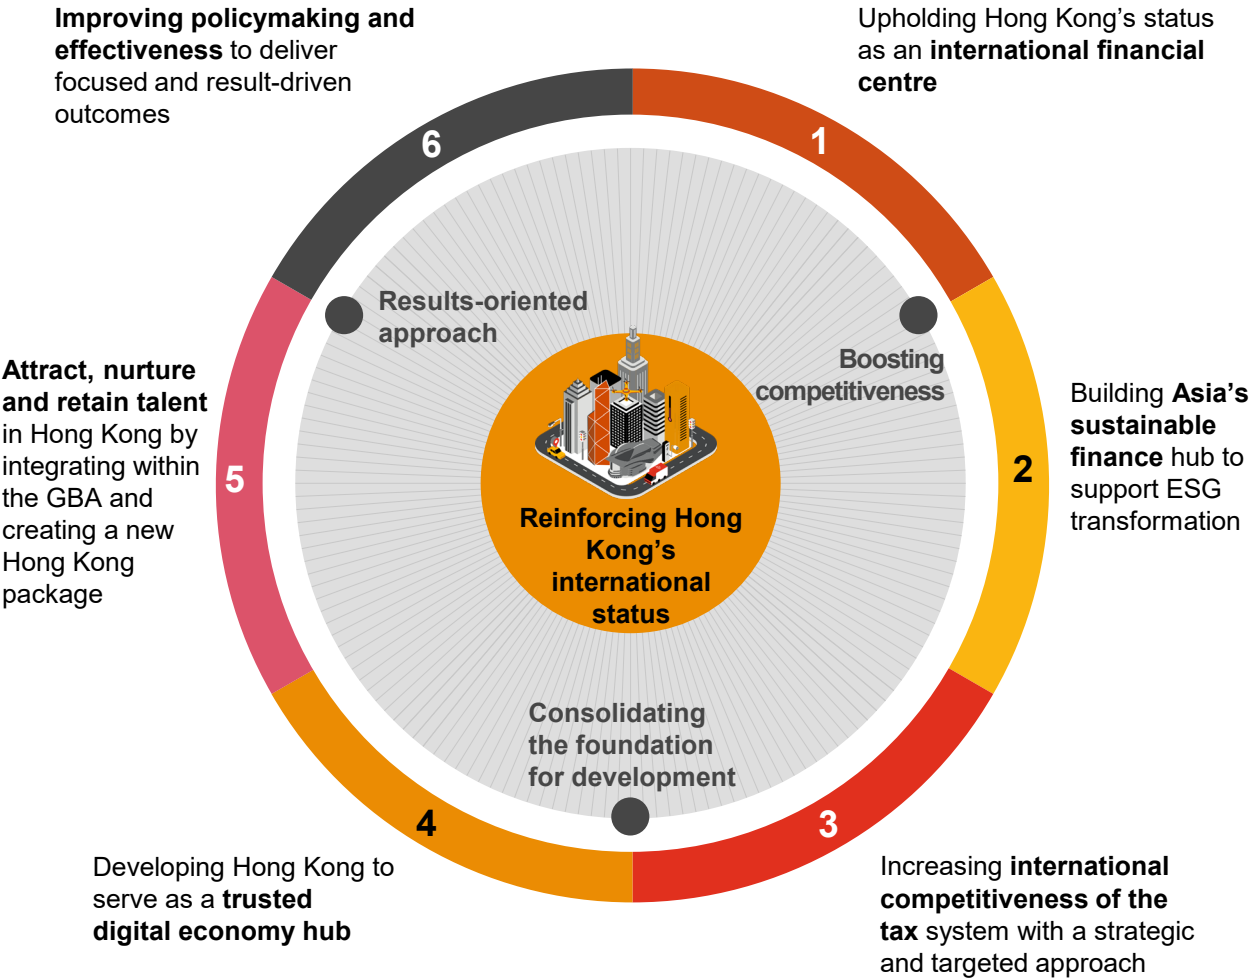 Improving policymaking and
effectiveness to deliver
focused and result-driven
outcomes
Upholding Hong Kong’s status
as an international financial
centre
6
1
Results-oriented
approach
Boosting
competitiveness
Attract, nurture
and retain talent
in Hong Kong by
integrating within
the GBA and
creating a new
Hong Kong
package
5
2
Building Asia’s
sustainable
finance hub to
support ESG
transformation
Reinforcing Hong
Kong’s
international
status
Consolidating
the foundation
for development
4
3
Developing Hong Kong to
serve as a trusted
digital economy hub
Increasing international
competitiveness of the
tax system with a strategic
and targeted approach